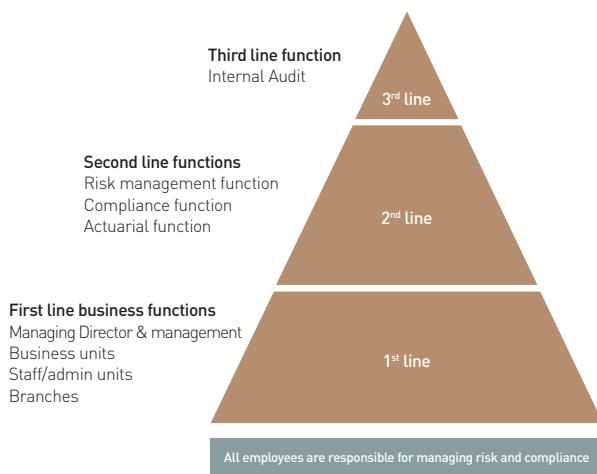 Third line function
Internal Audit
3rd line
Second line functions
Risk management function
Compliance function
Actuarial function
2nd line
First line business functions
Managing Director & management
Business units
Staff/admin units
Branches
1st line
All employees are responsible for managing risk and compliance